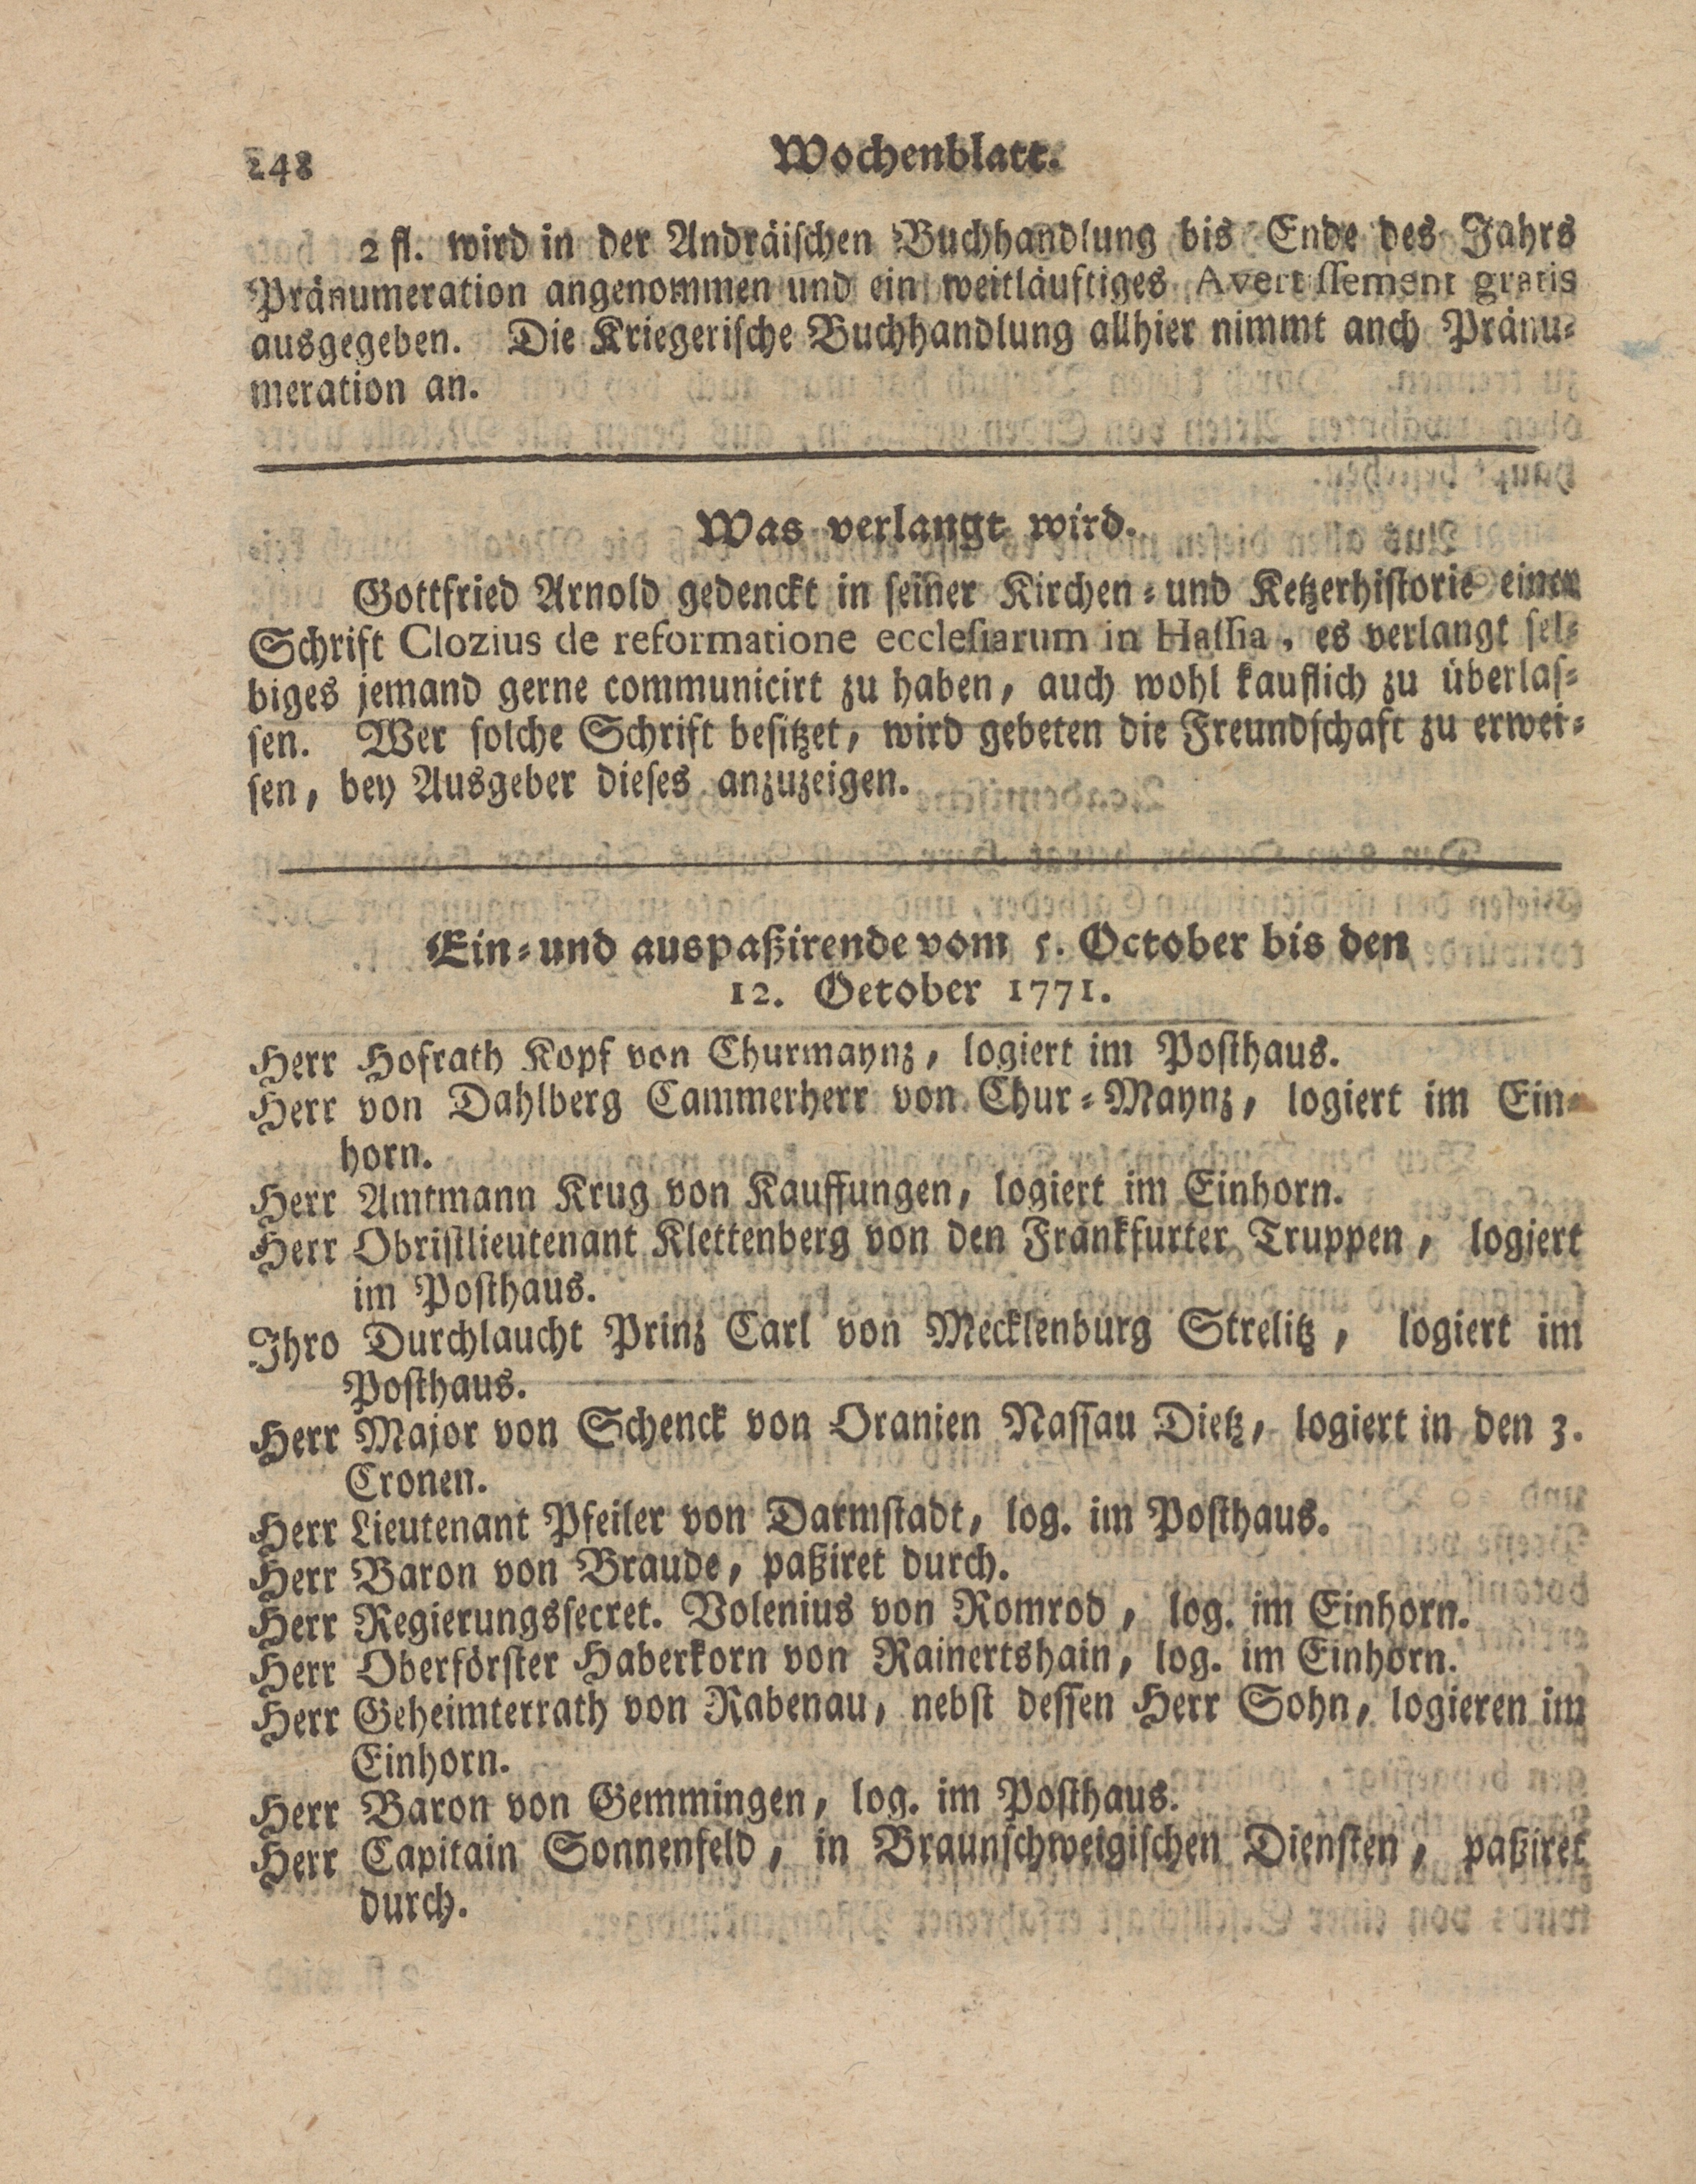 248 Wochenblatt.
2 fl. wird in der Andräischen Buchhandlung bis Ende des Jahrs
Pränumeration angenommen und ein weitläuftiges Avertissement gratis
ausgegeben. Die Kriegerische Buchhandlung allhier nimmt anch Pränu-
meration an.
Was verlangt wird.
Gottfried Arnold gedenckt in seiner Kirchen- und Ketzerhistorie einer
Schrift Clozius de reformatione ecclesiarum in Hassia, es verlangt sel-
biges jemand gerne communicirt zu haben, auch wohl kauflich zu überlas-
sen. Wer solche Schrift besitzet, wird gebeten die Freundschaft zu erwei-
sen, bey Ausgeber dieses anzuzeigen.
Ein- und auspaßirende vom 5. October bis den
12. Oetober 1771.
Herr Hofrath Kopf von Churmaynz, logiert im Posthaus.
Herr von Dahlberg Cammerherr von Chur-Maynz, logiert im Ein-
horn.
Herr Amtmann Krug von Kauffungen, logiert im Einhorn.
Herr Obristlieutenant Klettenberg von den Frankfurter Truppen, logiert
im Posthaus.
Ihro Durchlaucht Prinz Carl von Mecklenburg Strelitz, logiert im
Posthaus.
Herr Major von Schenck von Oranien Nassau Dietz, logiert in den 3.
Cronen.
Herr Lieutenant Pfeiler von Darmstadt, log. im Posthaus.
Herr Baron von Braude, paßiret durch.
Herr Regierungssecret. Volenius von Romrod, log. im Einhorn.
Herr Oberförster Haberkorn von Rainertshain, log. im Einhorn.
Herr Geheimterrath von Rabenau, nebst dessen Herr Sohn, logieren im
Einhorn.
Herr Baron von Gemmingen, log. im Posthaus.
Herr Capitain Sonnenfeld, in Braunschweigischen Diensten, paßiret
durch.